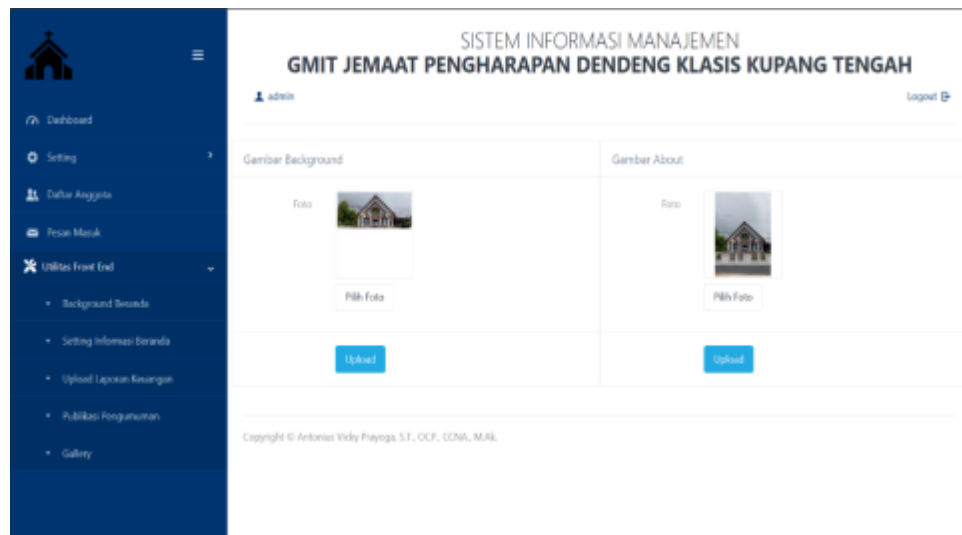 SISTEM INFORMASI MANAJEMEN
GMIT JEMAAT PENGHARAPAN DENDENG KLASIS KUPANG TENGAH
admin
Logout
Dashboard
Setting
Daftar Anggota
Pesan Masuk
Utilitas Front End
Background Beranda
Setting Informasi Beranda
Upload Laporan Keuangan
Publikasi Pengumuman
Gallery
Gambar Background
Gambar About
Foto
Foto
Pilih Foto
Pilih Foto
Upload
Upload
Copyright © Antonius Vicky Prayoga, S.T., OCP., CCNA., M.Ak.